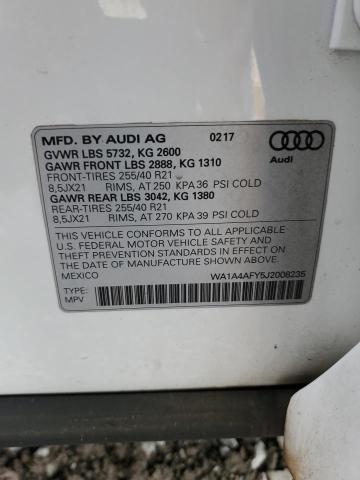 MFD. BY AUDI AG 0217
GVWR LBS 5732, KG 2600
GAWR FRONT LBS 2888, KG 1310
FRONT-TIRES 255/40 R21
8,5JX21 RIMS, AT 250 KPA 36 PSI COLD
GAWR REAR LBS 3042, KG 1380
REAR-TIRES 255/40 R21
8,5JX21 RIMS, AT 270 KPA 39 PSI COLD
Audi
THIS VEHICLE CONFORMS TO ALL APPLICABLE
U.S. FEDERAL MOTOR VEHICLE SAFETY AND
THEFT PREVENTION STANDARDS IN EFFECT ON
THE DATE OF MANUFACTURE SHOWN ABOVE.
MEXICO WA1A4AFY5J2008235
TYPE:
MPV